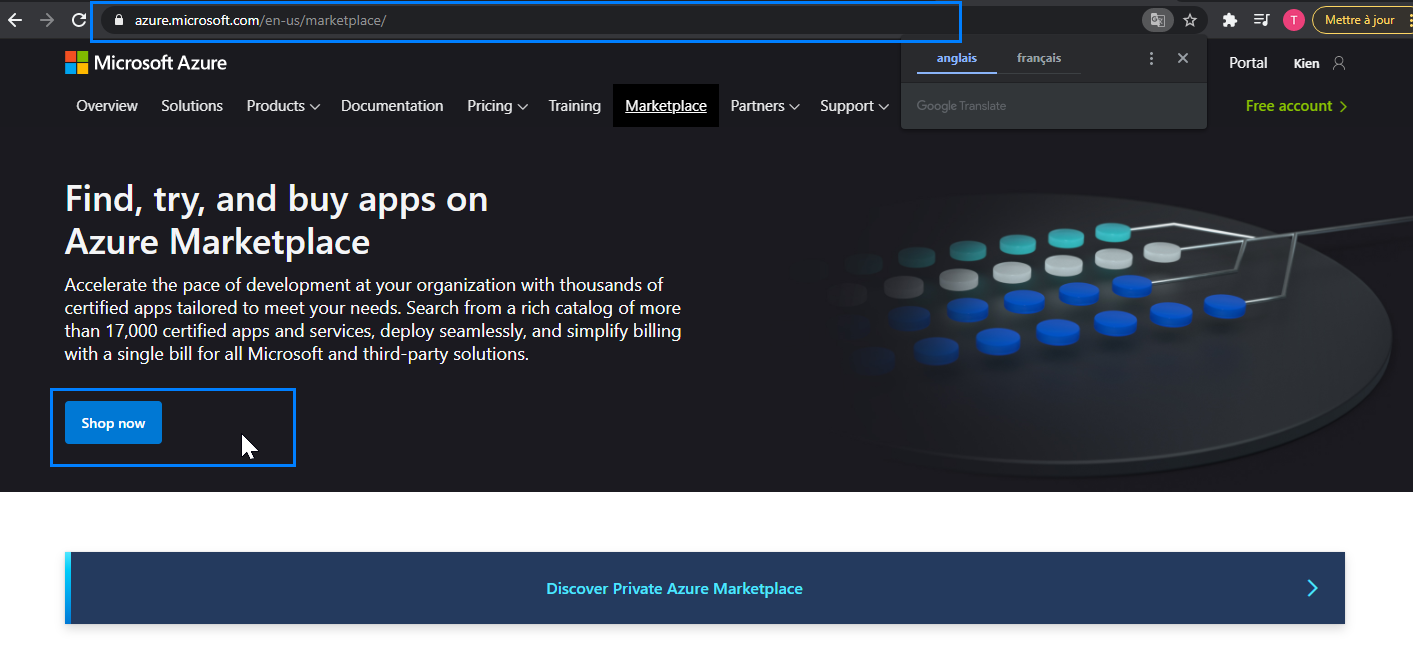 azure.microsoft.com/en-us/marketplace/
T
Mettre à jour
anglais
français
Google Translate
Microsoft Azure
Portal
Kien
Overview
Solutions
Products
Documentation
Pricing
Training
Marketplace
Partners
Support
Free account
Find, try, and buy apps on
Azure Marketplace
Accelerate the pace of development at your organization with thousands of
certified apps tailored to meet your needs. Search from a rich catalog of more
than 17,000 certified apps and services, deploy seamlessly, and simplify billing
with a single bill for all Microsoft and third-party solutions.
Shop now
Discover Private Azure Marketplace